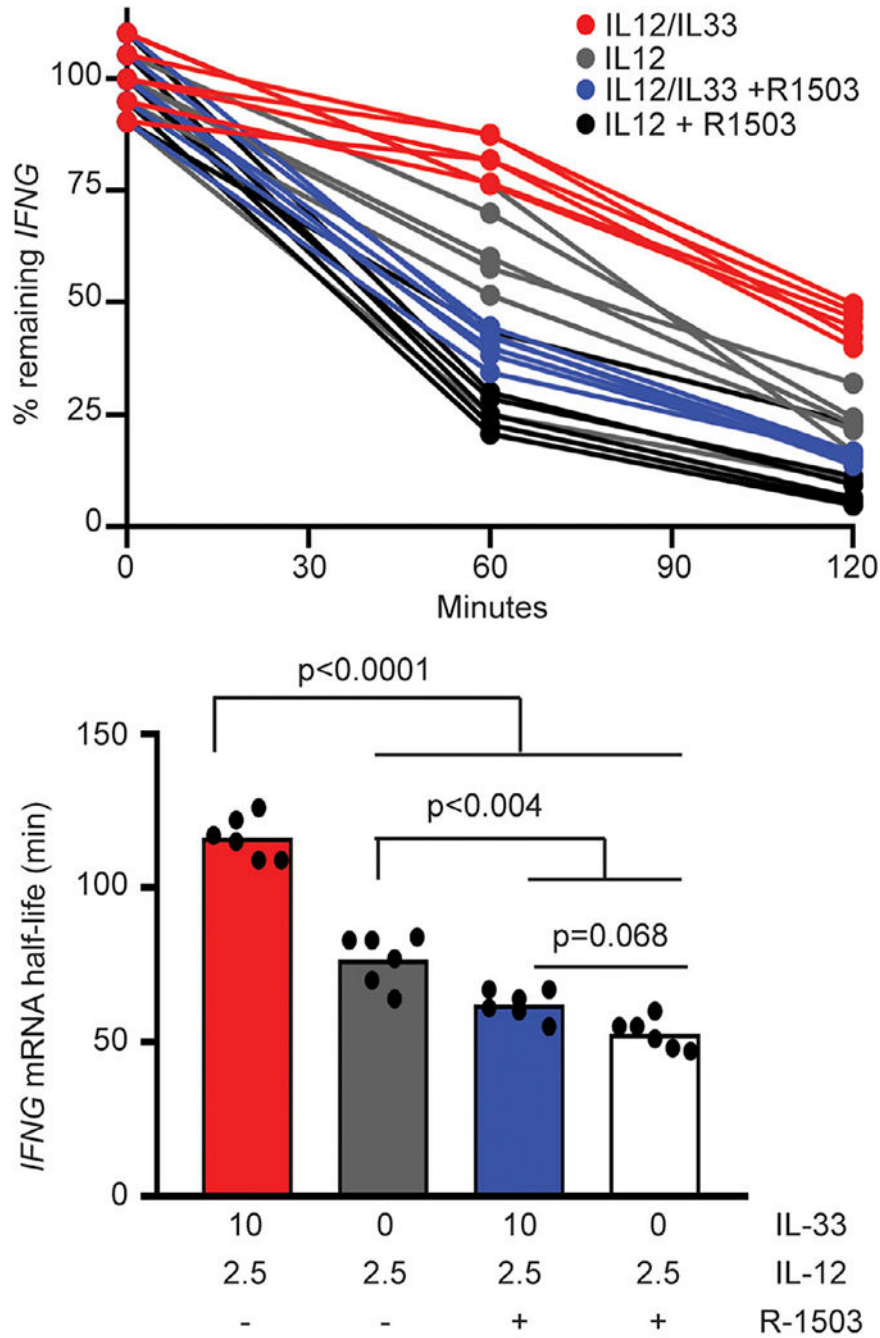 IL12/IL33
IL12
IL12/IL33 +R1503
IL12 + R1503
% remaining IFNG
100
75
50
25
0
0 30 60 90 120
Minutes
p<0.0001
p<0.004
p=0.068
IFNG mRNA half-life (min)
150
100
50
0
10 0 10 0 IL-33
2.5 2.5 2.5 2.5 IL-12
- - + + R-1503